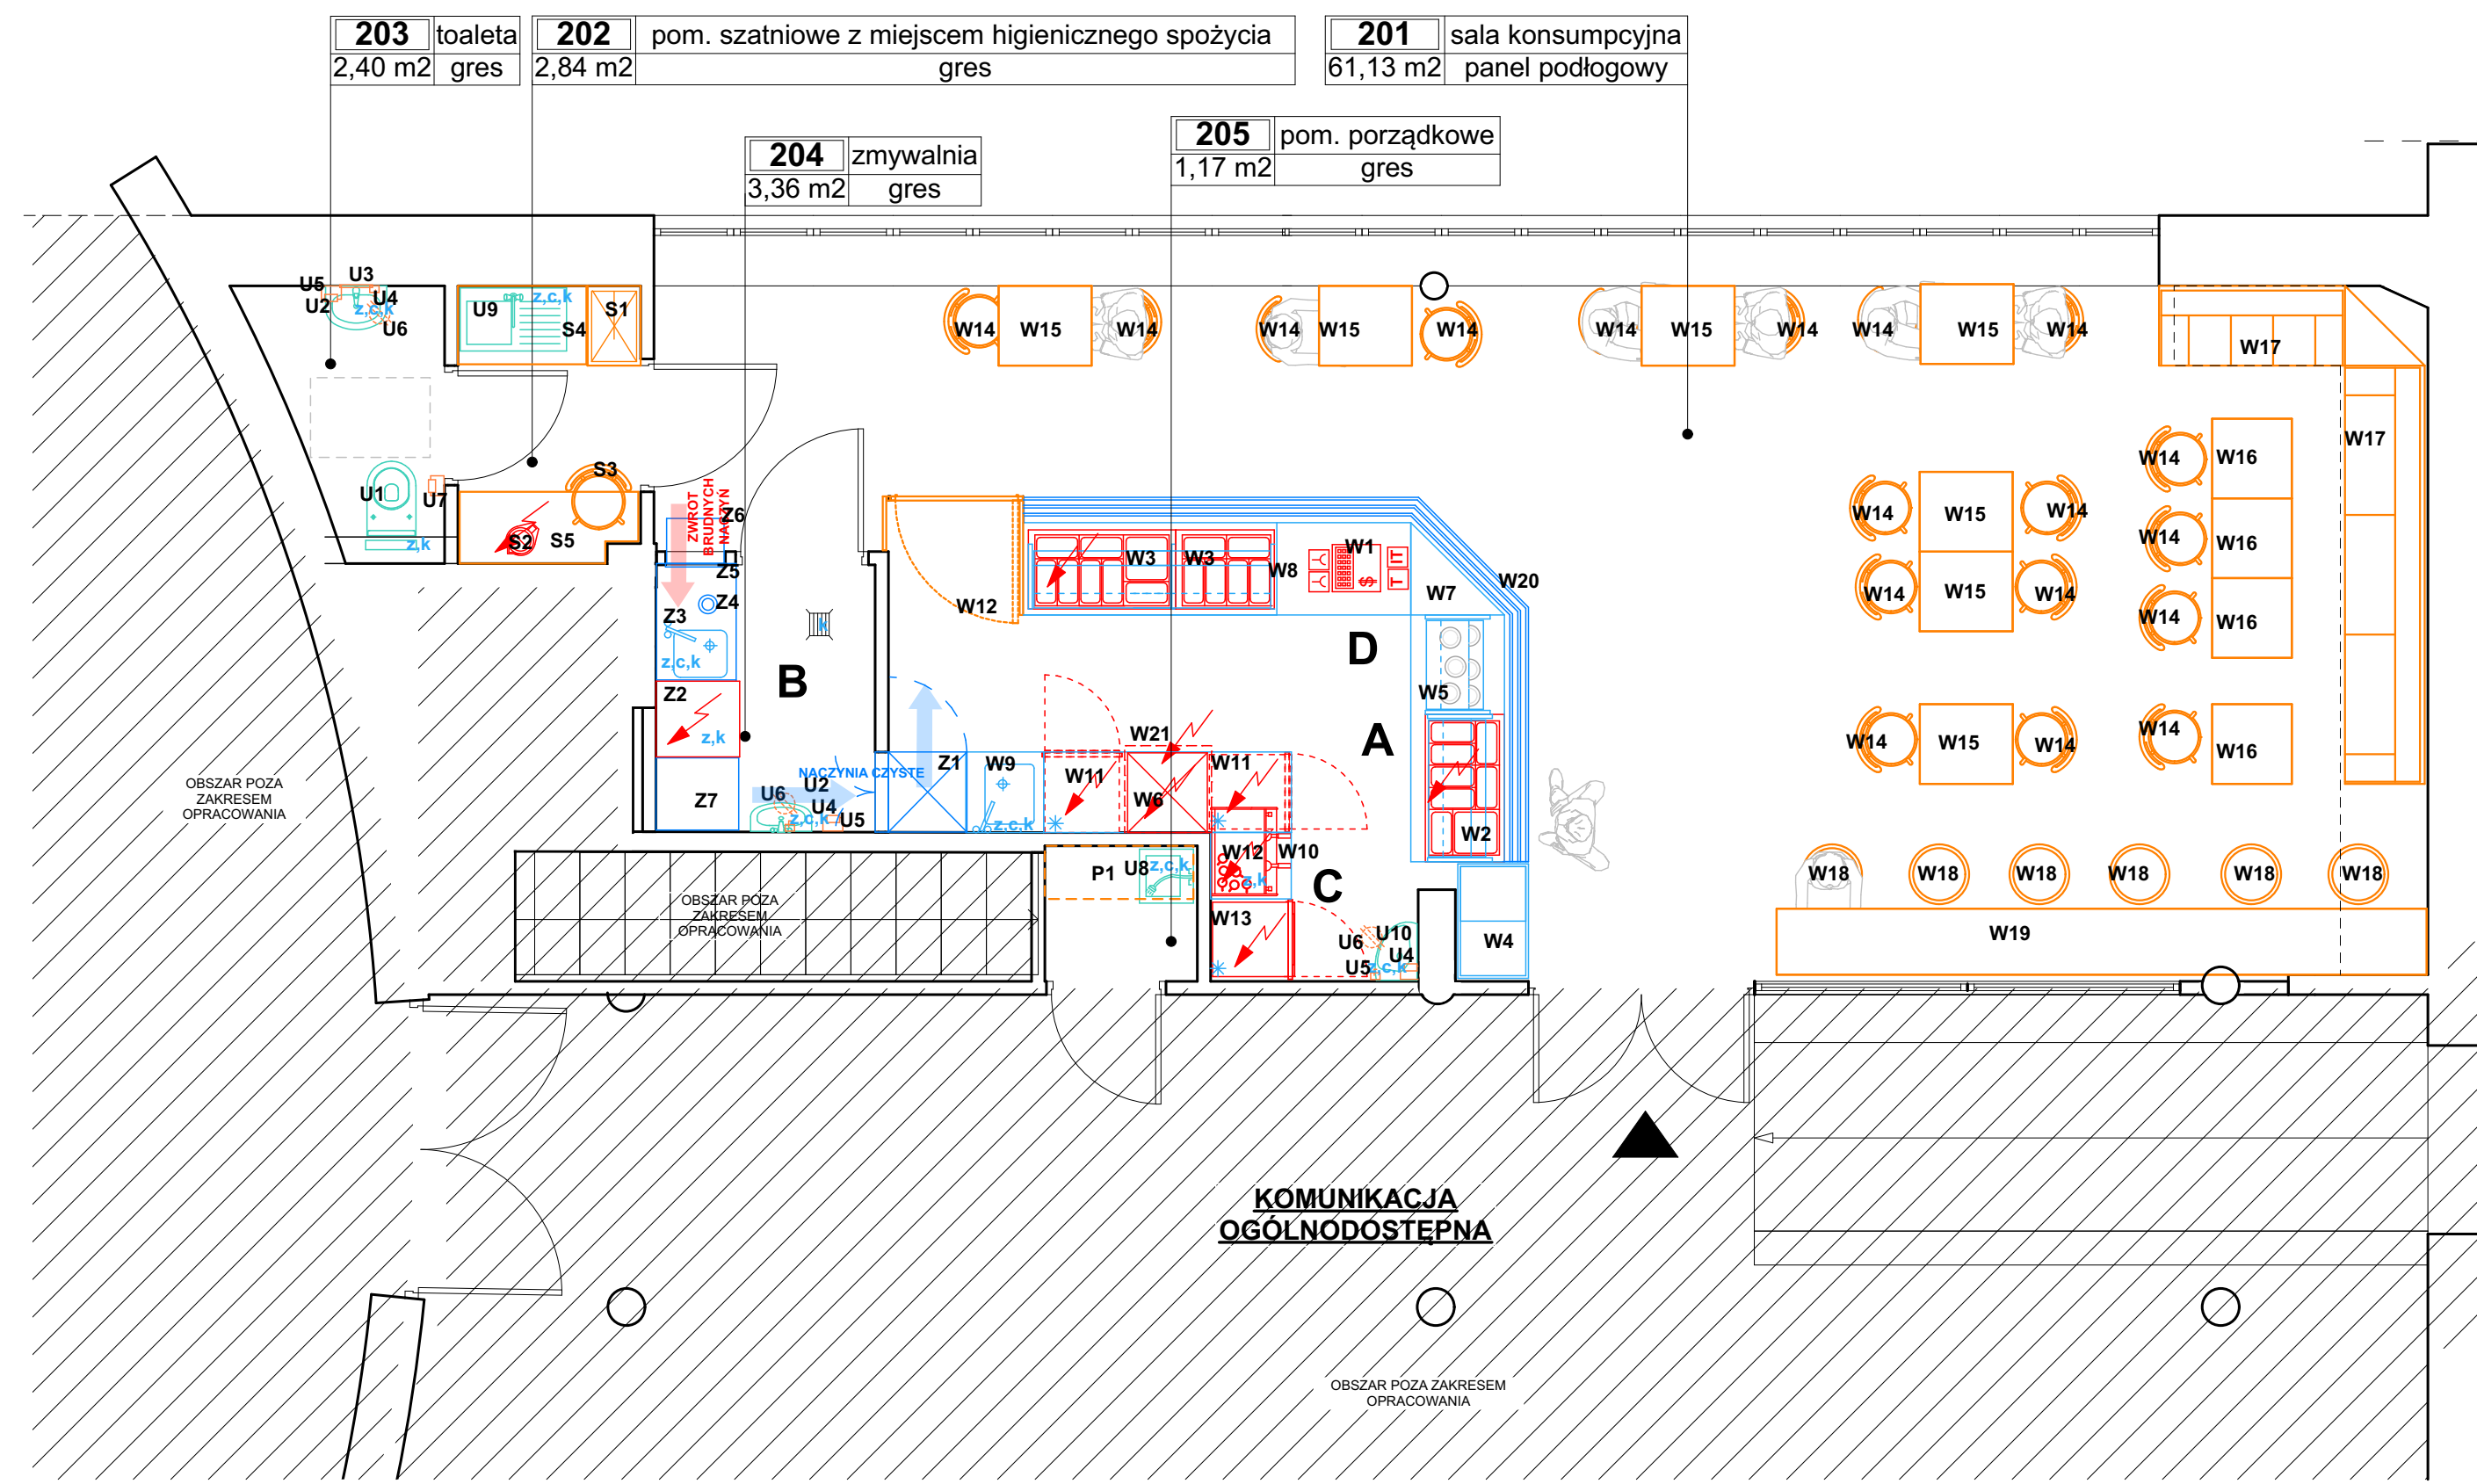 203 toaleta
2,40 m2 gres
202 pom. szatniowe z miejscem higienicznego spożycia
2,84 m2 gres
201 sala konsumpcyjna
61,13 m2 panel podłogowy
204 zmywalnia
3,36 m2 gres
205 pom. porządkowe
1,17 m2 gres
U5 U3
U2 U4
z,c,k
U6
U9 z,c,k S1
S4
W14 W15 W14
W14 W15 W14
W14 W15 W14
W14 W15 W14
W17
W17
U1 U7
z,k
S3
S2 S5
ZWROT
BRUDNYCH
NACZYŃ
Z6
Z5
Z4
Z3
z,c,k
k
B
Z2
z,k
Z7
NACZYNIA CZYSTE
U6 U2
U4
z,c,k
U5
Z1 W9
z,c,k
W12
W3 W3 W8 W1
$
T IT
W7 W20
D
W5
A
W21
W11 W6 W11
W2
W12 W10
z,k
C
P1 U8 z,c,k
W13
U6 U10
U4
U5 z,c,k
W4
W14 W15 W14
W14 W15 W14
W14 W15 W14
W14 W16
W14 W16
W14 W16
W14 W16
W18 W18 W18 W18 W18 W18
W19
OBSZAR POZA
ZAKRESEM
OPRACOWANIA
OBSZAR POZA
ZAKRESEM
OPRACOWANIA
KOMUNIKACJA
OGÓLNODOSTĘPNA
OBSZAR POZA ZAKRESEM
OPRACOWANIA